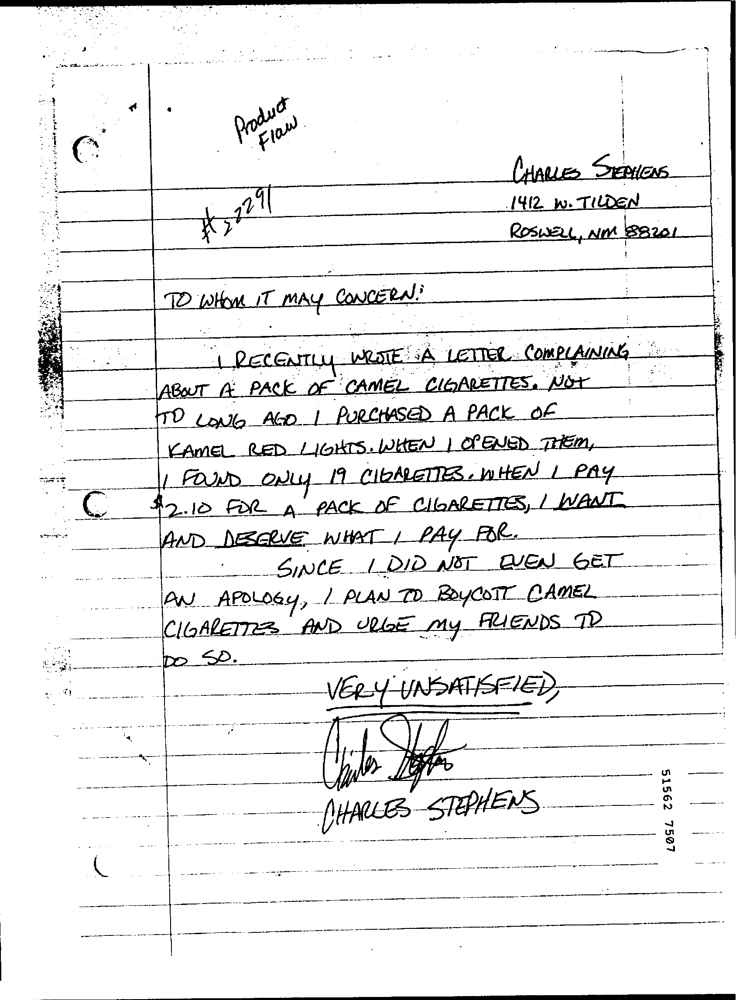 Product
Flaw
#22291
CHARLES STEPHENS
1412 W. TILDEN
ROSWELL, NM 88201
TO WHOM IT MAY CONCERN:
I RECENTLY WROTE A LETTER COMPLAINING
ABOUT A PACK OF CAMEL CIGARETTES. NOT
TO LONG AGO I PURCHASED A PACK OF
KAMEL RED LIGHTS. WHEN I OPENED THEM,
I FOUND ONLY 19 CIGARETTES. WHEN I PAY
$2.10 FOR A PACK OF CIGARETTES, I WANT
AND DESERVE WHAT I PAY FOR.
SINCE I DID NOT EVEN GET
AN APOLOGY, I PLAN TO BOYCOTT CAMEL
CIGARETTES AND URGE MY FRIENDS TO
DO SO.
VERY UNSATISFIED,
Charles Stephens
CHARLES STEPHENS
51562 7507